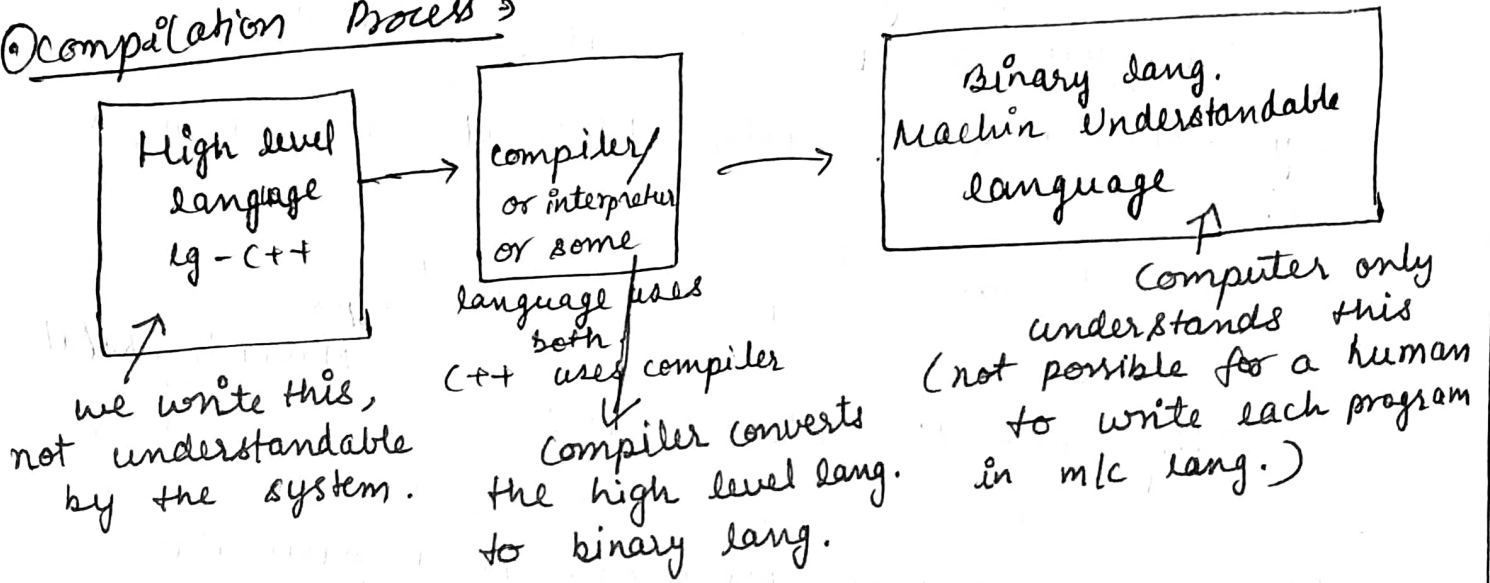 compilation Process
High level
language
eg - C++
we write this,
not understandable
by the system.
compiler/
or interpreter
or some
language uses
both
C++ uses compiler
compiler converts
the high level lang.
to binary lang.
Binary lang.
Machin Understandable
language
Computer only
understands this
(not possible for a human
to write each program
in m/c lang.)